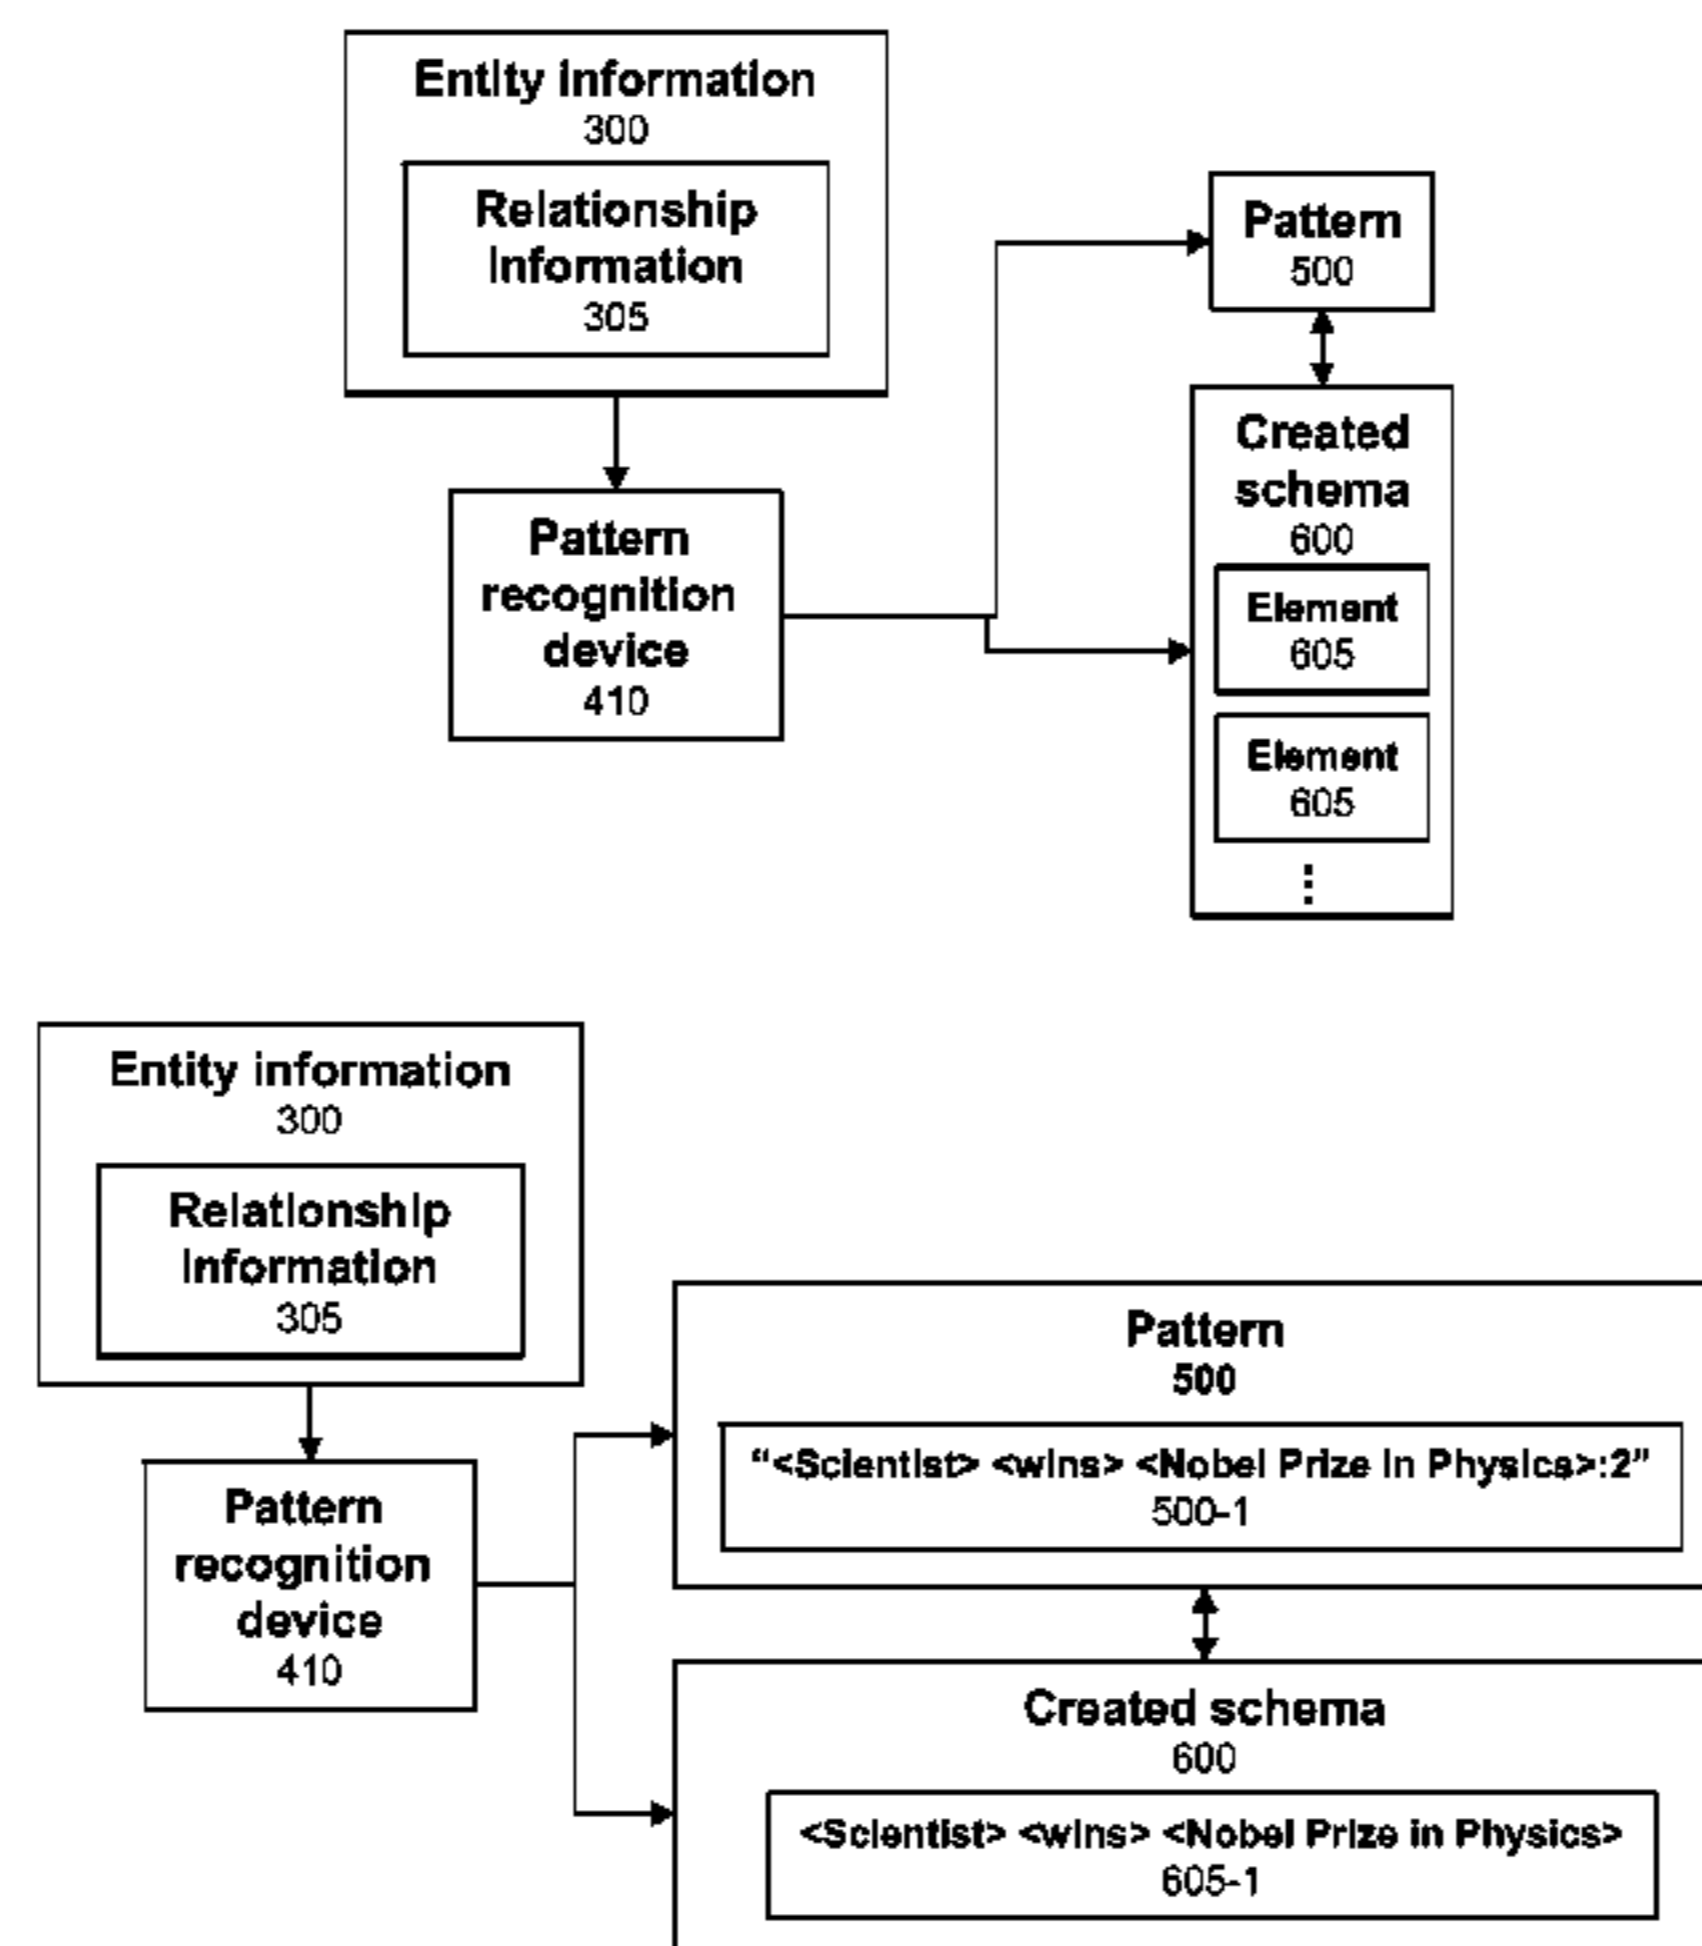 Entity information
300
Relationship
Information
305
Pattern
500
Created
schema
600
Element
605
Element
605
⋮
Pattern
recognition
device
410
Entity information
300
Relationship
Information
305
Pattern
recognition
device
410
Pattern
500
“<Scientist> <wins> <Nobel Prize in Physics>:2”
500-1
Created schema
600
<Scientist> <wins> <Nobel Prize in Physics>
605-1